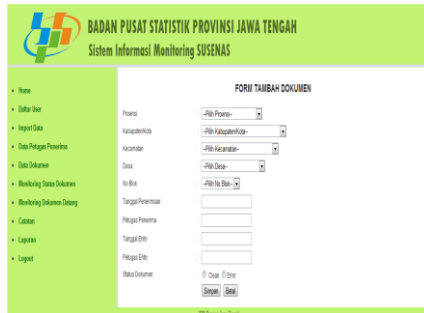 BADAN PUSAT STATISTIK PROVINSI JAWA TENGAH
Sistem Informasi Monitoring SUSENAS
Home
Daftar User
Import Data
Data Petugas Penerima
Data Dokumen
Monitoring Status Dokumen
Monitoring Dokumen Datang
Catatan
Laporan
Logout
FORM TAMBAH DOKUMEN
Provinsi : --Pilih Provinsi--
Kabupaten/Kota : --Pilih Kabupaten/Kota--
Kecamatan : --Pilih Kecamatan--
Desa : --Pilih Desa--
No Blok : --Pilih No Blok--
Tanggal Penerimaan :
Petugas Penerima :
Tanggal Entry :
Petugas Entry :
Status Dokumen : Clear Error
Simpan Batal